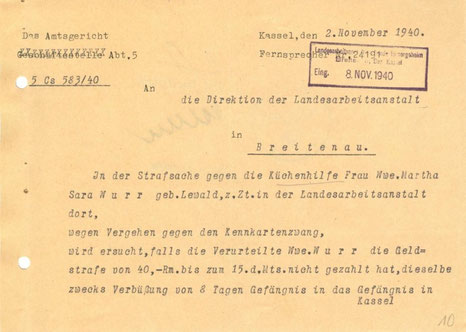 Das Amtsgericht
Kassel,den 2.November 1940.
Geschäftsstelle Abt.5
Fernsprecher Nr.24191
5 Cs 583/40
Eing. 8. NOV. 1940
An
die Direktion der Landesarbeitsanstalt
in
Breitenau.
In der Strafsache gegen die Küchenhilfe Frau Wwe.Martha
Sara Wurr geb.Lewald,z.Zt.in der Landesarbeitsanstalt
dort,
wegen Vergehen gegen den Kennkartenzwang,
wird ersucht,falls die Verurteilte Wwe.Wurr die Geld=
strafe von 40,-Rm.bis zum 15.d.Mts.nicht gezahlt hat,dieselbe
zwecks Verbüßung von 8 Tagen Gefängnis in das Gefängnis in
Kassel
10